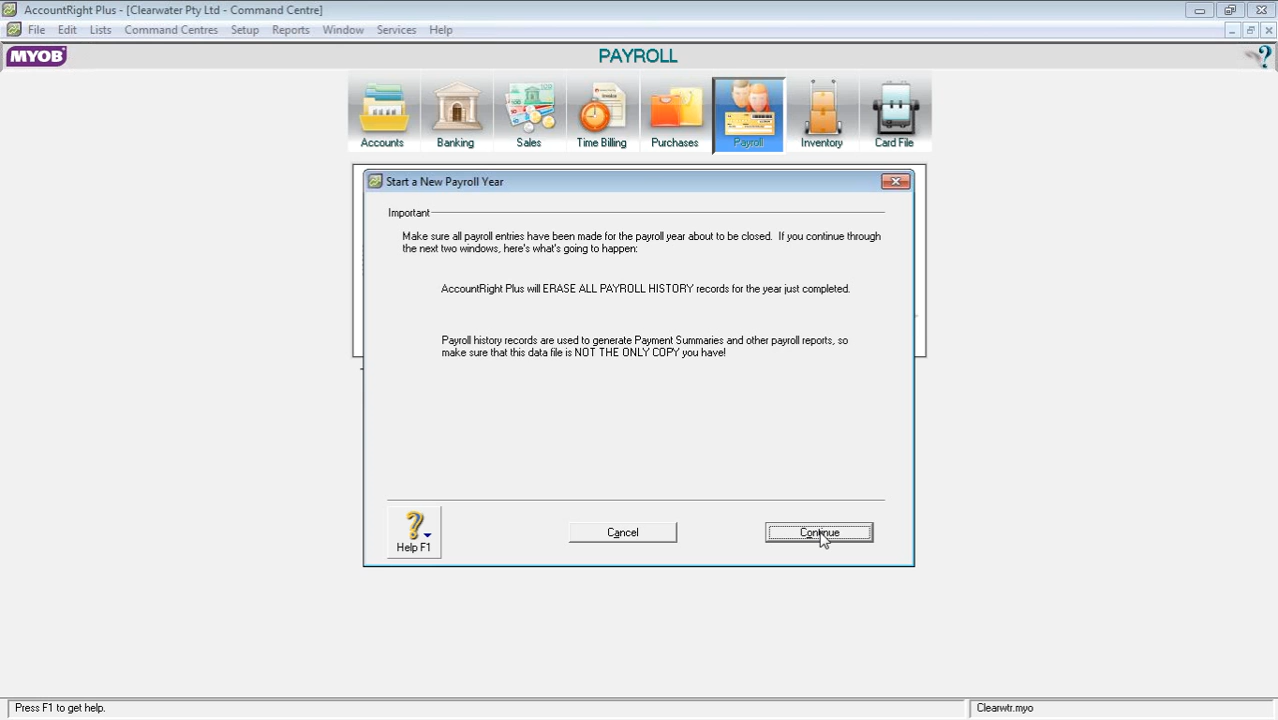 AccountRight Plus - [Clearwater Pty Ltd - Command Centre]
File Edit Lists Command Centres Setup Reports Window Services Help
MYOB PAYROLL ?
Accounts Banking Sales Time Billing Purchases Payroll Inventory Card File
Start a New Payroll Year
Important
Make sure all payroll entries have been made for the payroll year about to be closed. If you continue through
the next two windows, here's what's going to happen:
AccountRight Plus will ERASE ALL PAYROLL HISTORY records for the year just completed.
Payroll history records are used to generate Payment Summaries and other payroll reports, so
make sure that this data file is NOT THE ONLY COPY you have!
Help F1 Cancel Continue
Press F1 to get help. Clearwtr.myo